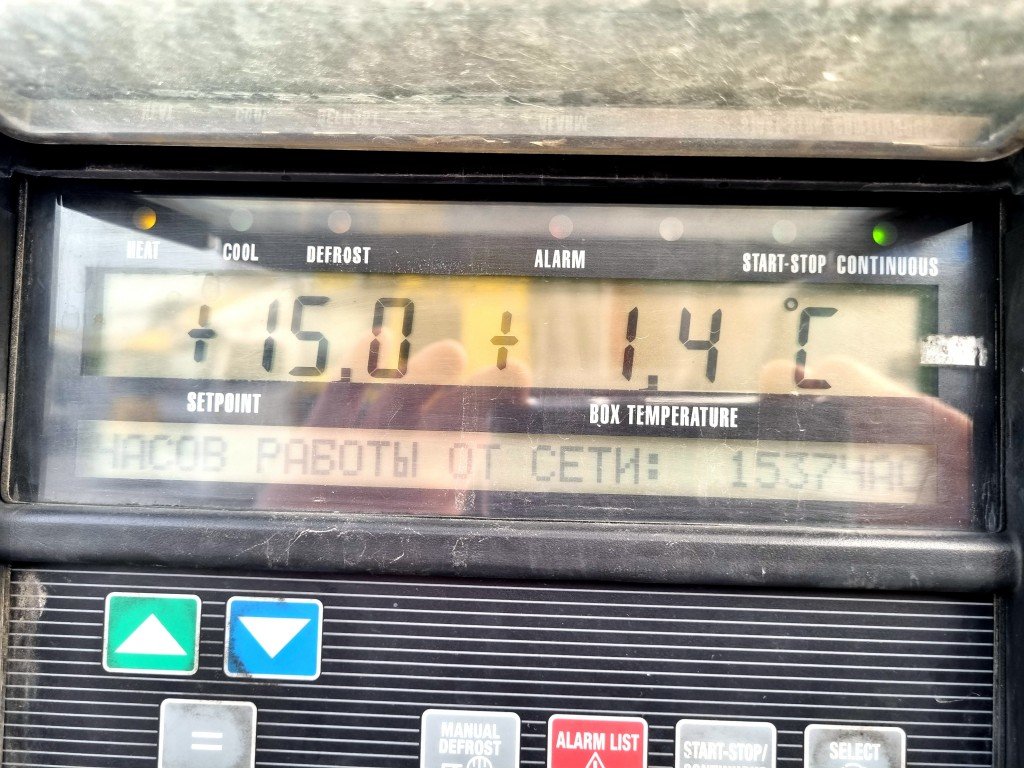 HEAT COOL DEFROST ALARM START-STOP CONTINUOUS
+15.0 + 1.4 °C
SETPOINT BOX TEMPERATURE
ЧАСОВ РАБОТЫ ОТ СЕТИ: 1537ЧАС
=
MANUAL DEFROST ALARM LIST START-STOP/ SELECT